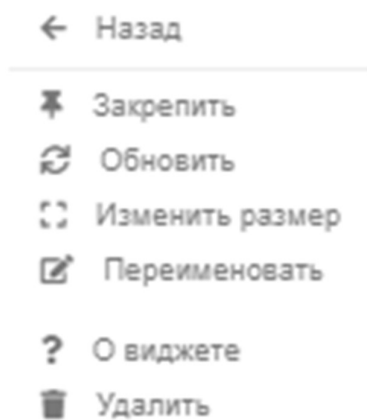 Назад
Закрепить
Обновить
Изменить размер
Переименовать
О виджете
Удалить